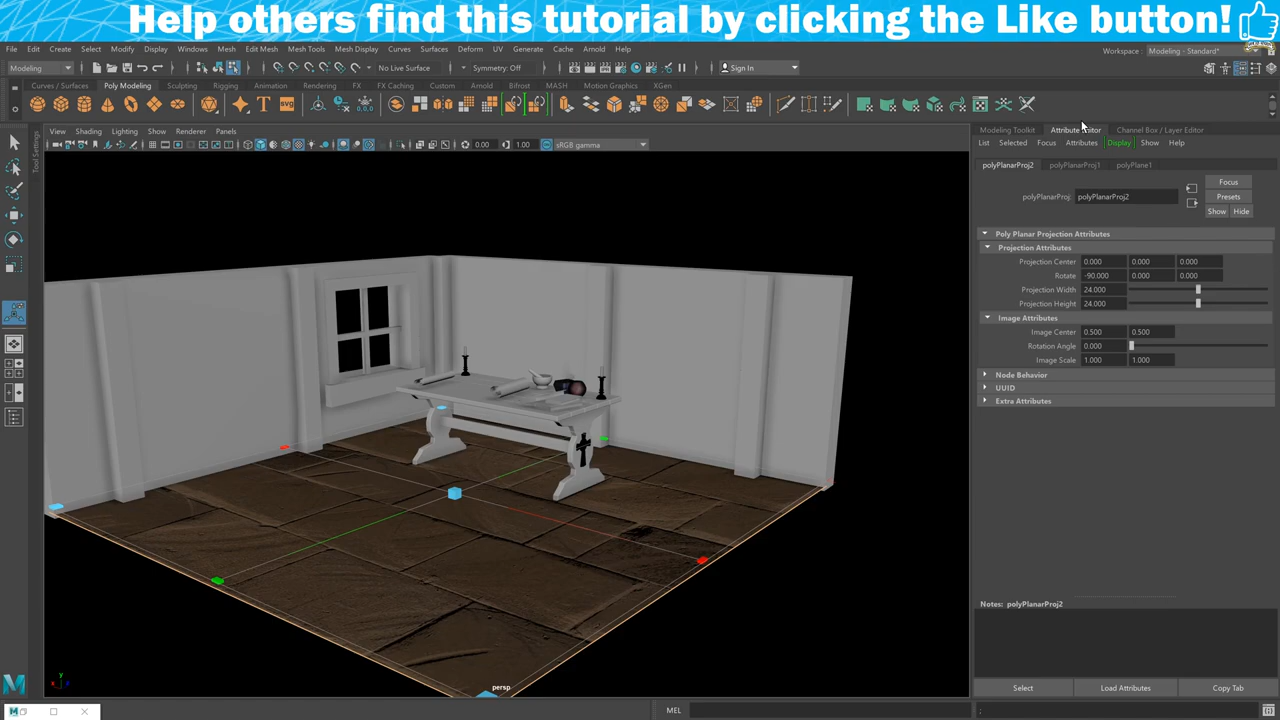 Help others find this tutorial by clicking the Like button!
File Edit Create Select Modify Display Windows Mesh Edit Mesh Mesh Tools Mesh Display Curves Surfaces Deform UV Generate Cache Arnold Help
Workspace : Modeling - Standard*
Modeling No Live Surface Symmetry: Off Sign In
Curves / Surfaces Poly Modeling Sculpting Rigging Animation Rendering FX FX Caching Custom Arnold Bifrost MASH Motion Graphics XGen
View Shading Lighting Show Renderer Panels
0.00 1.00 sRGB gamma
Tool Settings
Modeling Toolkit Attribute Editor Channel Box / Layer Editor
List Selected Focus Attributes Display Show Help
polyPlanarProj2 polyPlanarProj1 polyPlane1
Focus
polyPlanarProj: polyPlanarProj2 Presets
Show Hide
Poly Planar Projection Attributes
Projection Attributes
Projection Center 0.000 0.000 0.000
Rotate -90.000 0.000 0.000
Projection Width 24.000
Projection Height 24.000
Image Attributes
Image Center 0.500 0.500
Rotation Angle 0.000
Image Scale 1.000 1.000
Node Behavior
UUID
Extra Attributes
Notes: polyPlanarProj2
y
persp
Select Load Attributes Copy Tab
MEL